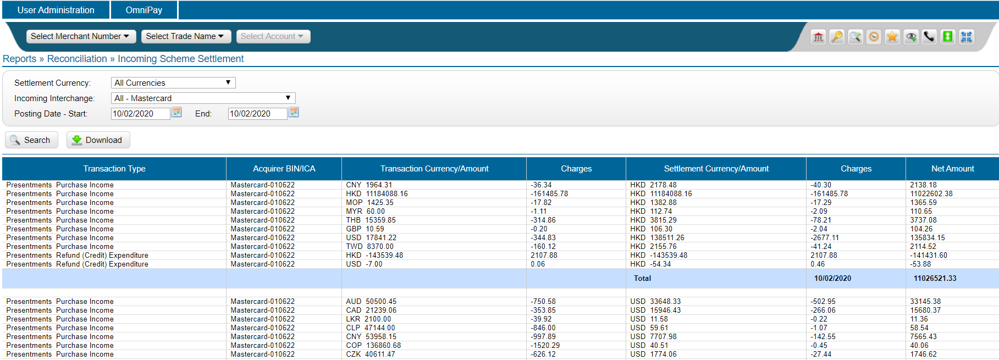 User Administration OmniPay
Select Merchant Number Select Trade Name Select Account
Reports » Reconciliation » Incoming Scheme Settlement
Settlement Currency: All Currencies
Incoming Interchange: All - Mastercard
Posting Date - Start: 10/02/2020 End: 10/02/2020
Search Download
Transaction Type Acquirer BIN/ICA Transaction Currency/Amount Charges Settlement Currency/Amount Charges Net Amount
Presentments Purchase Income Mastercard-010622 CNY 1964.31 -36.34 HKD 2178.48 -40.30 2138.18
Presentments Purchase Income Mastercard-010622 HKD 11184088.16 -161485.78 HKD 11184088.16 -161485.78 11022602.38
Presentments Purchase Income Mastercard-010622 MOP 1425.35 -17.82 HKD 1382.88 -17.29 1365.59
Presentments Purchase Income Mastercard-010622 MYR 60.00 -1.11 HKD 112.74 -2.09 110.65
Presentments Purchase Income Mastercard-010622 THB 15359.85 -314.86 HKD 3815.29 -78.21 3737.08
Presentments Purchase Income Mastercard-010622 GBP 10.59 -0.20 HKD 106.30 -2.04 104.26
Presentments Purchase Income Mastercard-010622 USD 17841.22 -344.83 HKD 138511.26 -2677.11 135834.15
Presentments Purchase Income Mastercard-010622 TWD 8370.00 -160.12 HKD 2155.76 -41.24 2114.52
Presentments Refund (Credit) Expenditure Mastercard-010622 HKD -143539.48 2107.88 HKD -143539.48 2107.88 -141431.60
Presentments Refund (Credit) Expenditure Mastercard-010622 USD -7.00 0.06 HKD -54.34 0.46 -53.88
Total 10/02/2020 11026521.33
Presentments Purchase Income Mastercard-010622 AUD 50500.45 -750.58 USD 33648.33 -502.95 33145.38
Presentments Purchase Income Mastercard-010622 CAD 21239.06 -353.85 USD 15946.43 -266.06 15680.37
Presentments Purchase Income Mastercard-010622 LKR 2100.00 -39.92 USD 11.58 -0.22 11.36
Presentments Purchase Income Mastercard-010622 CLP 47144.00 -846.00 USD 59.61 -1.07 58.54
Presentments Purchase Income Mastercard-010622 CNY 53958.15 -997.89 USD 7707.98 -142.55 7565.43
Presentments Purchase Income Mastercard-010622 COP 136860.68 -1520.29 USD 40.51 -0.45 40.06
Presentments Purchase Income Mastercard-010622 CZK 40611.47 -626.12 USD 1774.06 -27.44 1746.62